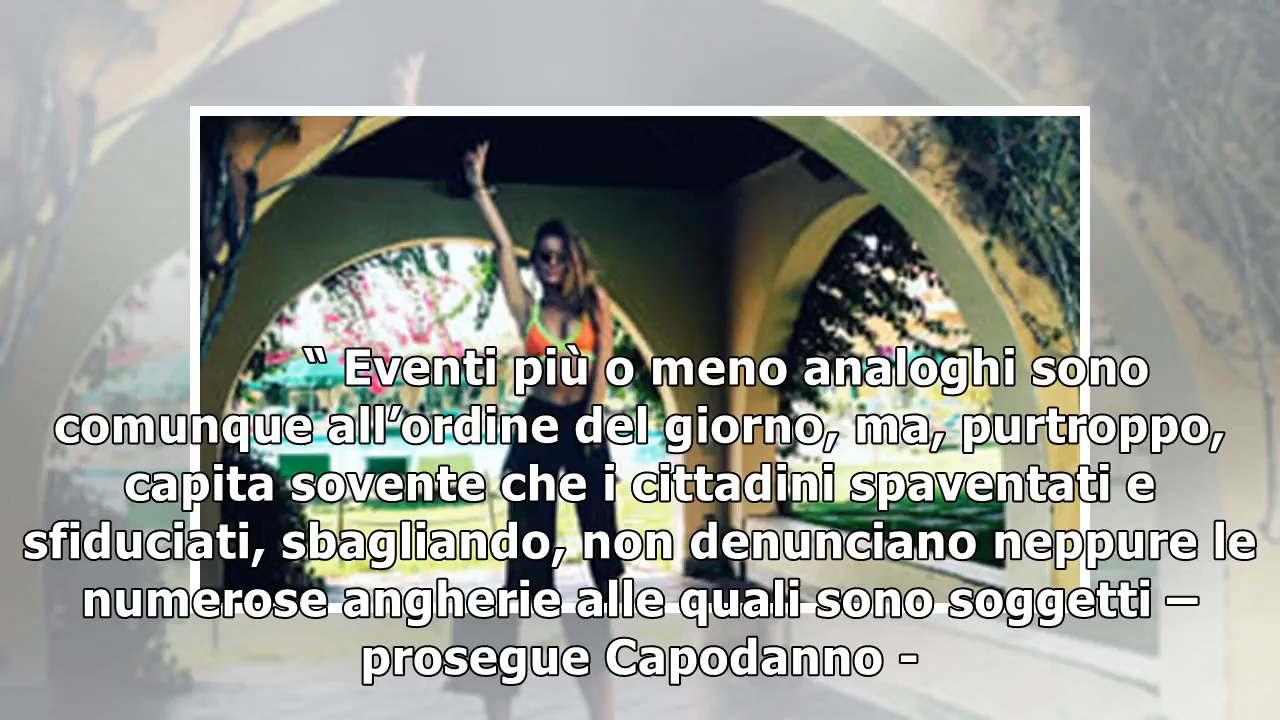 “ Eventi più o meno analoghi sono
comunque all’ordine del giorno, ma, purtroppo,
capita sovente che i cittadini spaventati e
sfiduciati, sbagliando, non denunciano neppure le
numerose angherie alle quali sono soggetti –
prosegue Capodanno -